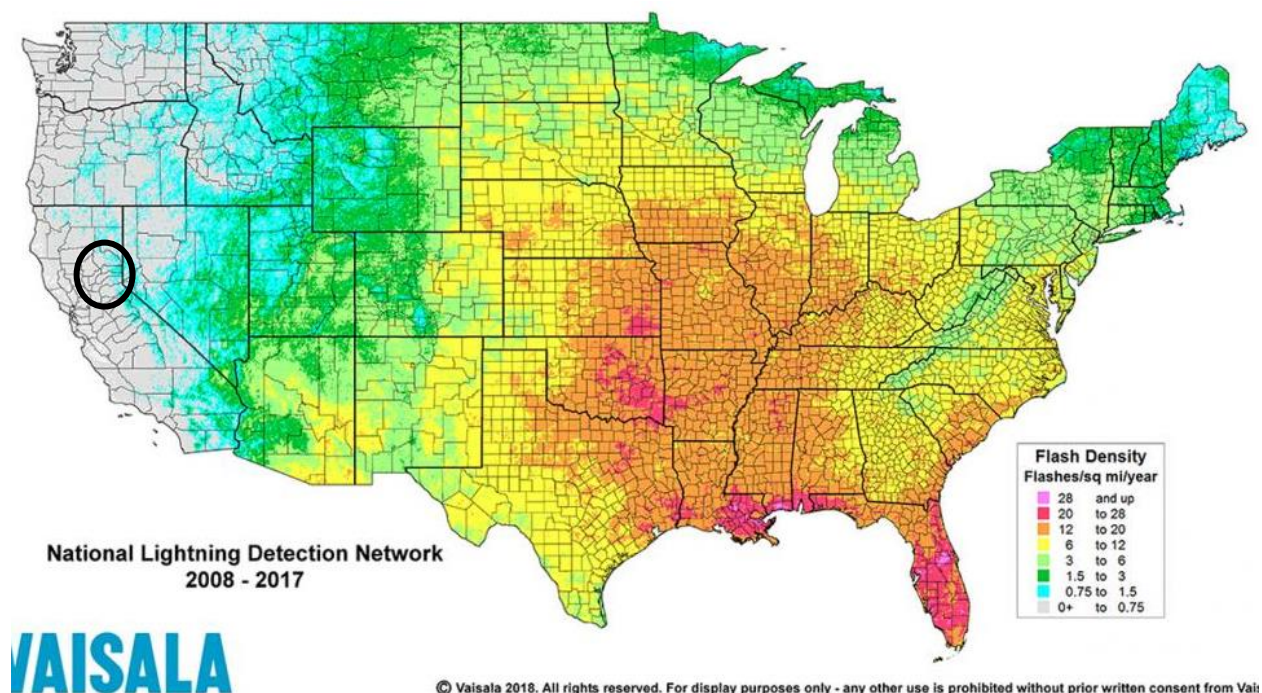 Flash Density
Flashes/sq mi/year
28 and up
20 to 28
12 to 20
6 to 12
3 to 6
1.5 to 3
0.75 to 1.5
0+ to 0.75
National Lightning Detection Network
2008 - 2017
VAISALA
© Vaisala 2018. All rights reserved. For display purposes only - any other use is prohibited without prior written consent from Vais